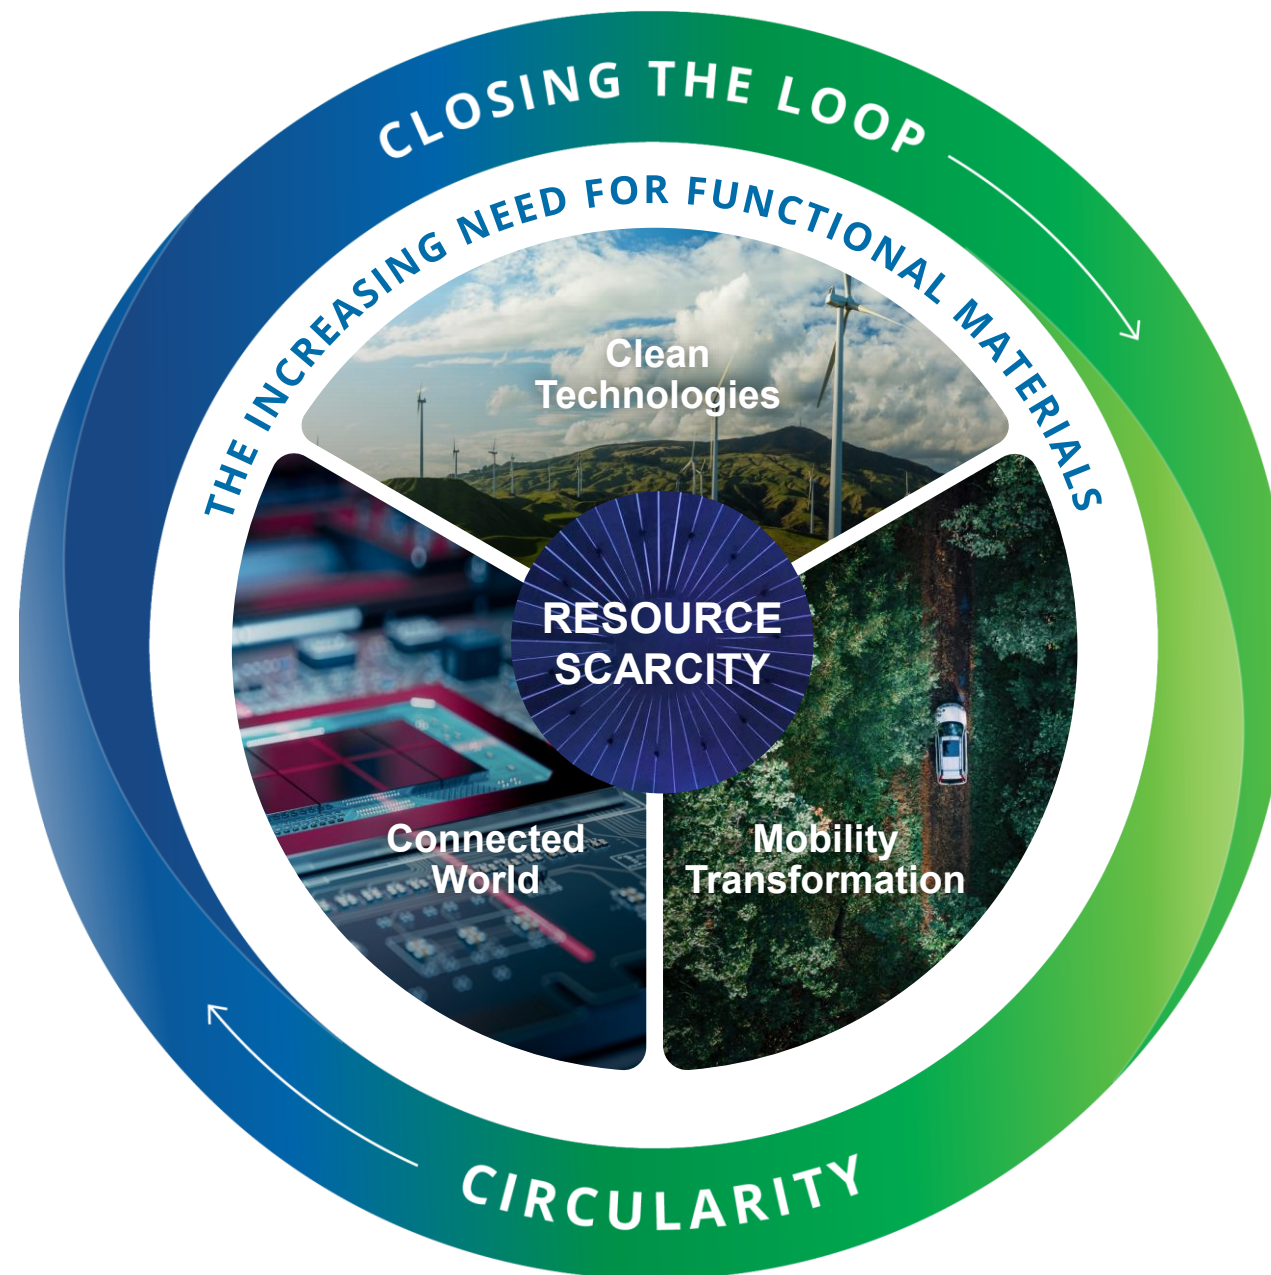 CLOSING THE LOOP
THE INCREASING NEED FOR FUNCTIONAL MATERIALS
Clean
Technologies
RESOURCE
SCARCITY
Connected
World
Mobility
Transformation
CIRCULARITY